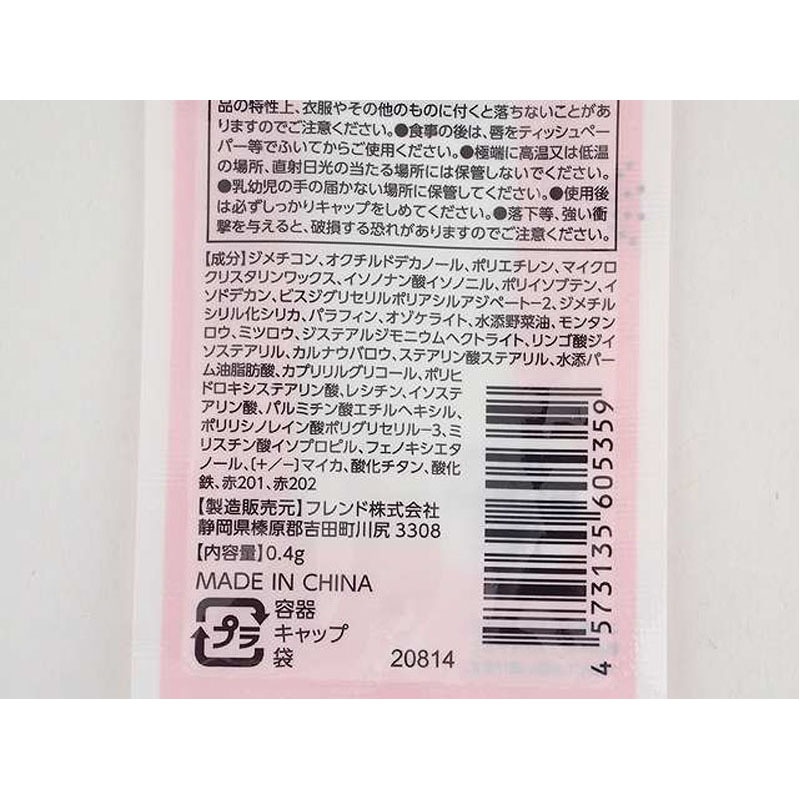 品の特性上、衣服やその他のものに付くと落ちないことがあ
りますのでご注意ください。●食事の後は、唇をティッシュペー
パー等でふいてからご使用ください。●極端に高温又は低温
の場所、直射日光の当たる場所には保管しないでください。
●乳幼児の手の届かない場所に保管してください。●使用後
は必ずしっかりキャップをしめてください。●落下等、強い衝
撃を与えると、破損する恐れがありますのでご注意ください。
【成分】ジメチコン、オクチルドデカノール、ポリエチレン、マイクロ
クリスタリンワックス、イソノナン酸イソノニル、ポリイソブテン、イ
ソドデカン、ビスジグリセリルポリアシルアジペート-2、ジメチル
シリル化シリカ、パラフィン、オゾケライト、水添野菜油、モンタン
ロウ、ミツロウ、ジステアルジモニウムヘクトライト、リンゴ酸ジイ
ソステアリル、カルナウバロウ、ステアリン酸ステアリル、水添パー
ム油脂肪酸、カプリリルグリコール、ポリヒ
ドロキシステアリン酸、レシチン、イソステ
アリン酸、パルミチン酸エチルヘキシル、
ポリリシノレイン酸ポリグリセリル-3、ミ
リスチン酸イソプロピル、フェノキシエタ
ノール、(+/-)マイカ、酸化チタン、酸化
鉄、赤201、赤202
【製造販売元】フレンド株式会社
静岡県榛原郡吉田町川尻 3308
【内容量】0.4g
MADE IN CHINA
プラ
容器
キャップ
袋
20814
4 573135 605359